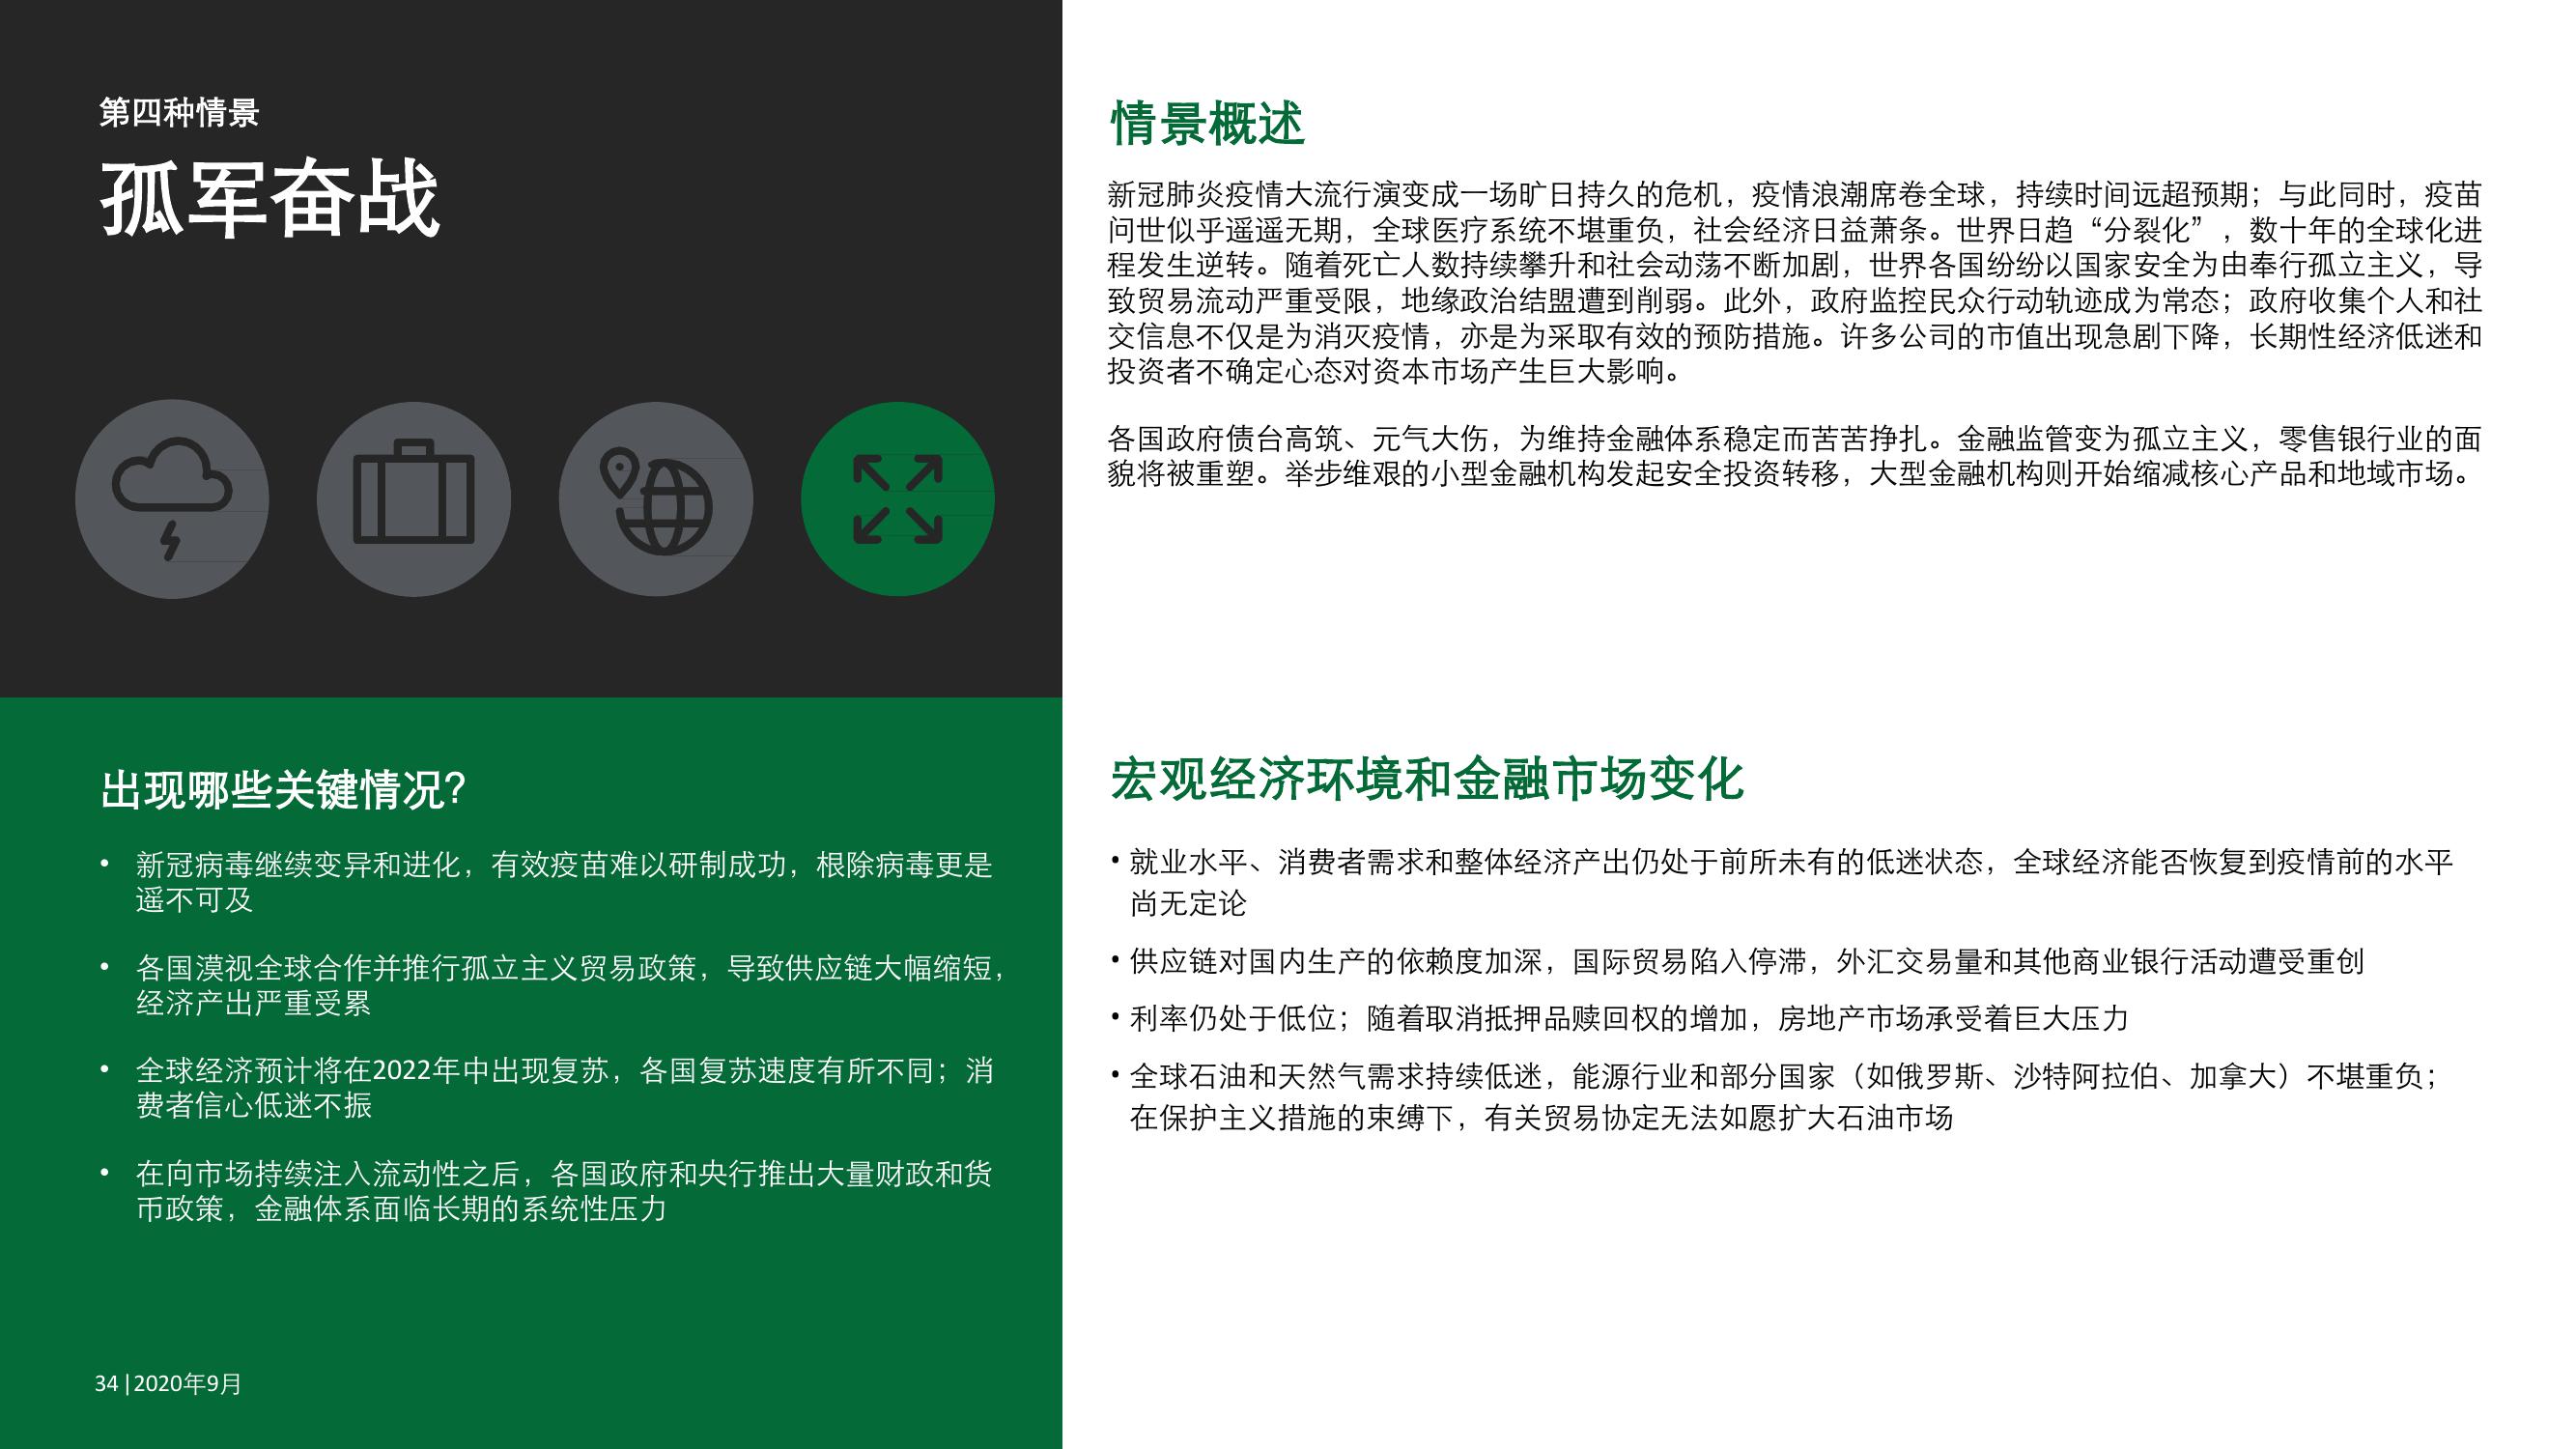 第四种情景
孤军奋战
情景概述
新冠肺炎疫情大流行演变成一场旷日持久的危机，疫情浪潮席卷全球，持续时间远超预期；与此同时，疫苗
问世似乎遥遥无期，全球医疗系统不堪重负，社会经济日益萧条。世界日趋“分裂化”，数十年的全球化进
程发生逆转。随着死亡人数持续攀升和社会动荡不断加剧，世界各国纷纷以国家安全为由奉行孤立主义，导
致贸易流动严重受限，地缘政治结盟遭到削弱。此外，政府监控民众行动轨迹成为常态；政府收集个人和社
交信息不仅是为消灭疫情，亦是为采取有效的预防措施。许多公司的市值出现急剧下降，长期性经济低迷和
投资者不确定心态对资本市场产生巨大影响。
各国政府债台高筑、元气大伤，为维持金融体系稳定而苦苦挣扎。金融监管变为孤立主义，零售银行业的面
貌将被重塑。举步维艰的小型金融机构发起安全投资转移，大型金融机构则开始缩减核心产品和地域市场。
出现哪些关键情况？
• 新冠病毒继续变异和进化，有效疫苗难以研制成功，根除病毒更是
遥不可及
• 各国漠视全球合作并推行孤立主义贸易政策，导致供应链大幅缩短，
经济产出严重受累
• 全球经济预计将在2022年中出现复苏，各国复苏速度有所不同；消
费者信心低迷不振
• 在向市场持续注入流动性之后，各国政府和央行推出大量财政和货
币政策，金融体系面临长期的系统性压力
宏观经济环境和金融市场变化
• 就业水平、消费者需求和整体经济产出仍处于前所未有的低迷状态，全球经济能否恢复到疫情前的水平
尚无定论
• 供应链对国内生产的依赖度加深，国际贸易陷入停滞，外汇交易量和其他商业银行活动遭受重创
• 利率仍处于低位；随着取消抵押品赎回权的增加，房地产市场承受着巨大压力
• 全球石油和天然气需求持续低迷，能源行业和部分国家（如俄罗斯、沙特阿拉伯、加拿大）不堪重负；
在保护主义措施的束缚下，有关贸易协定无法如愿扩大石油市场
34 | 2020年9月